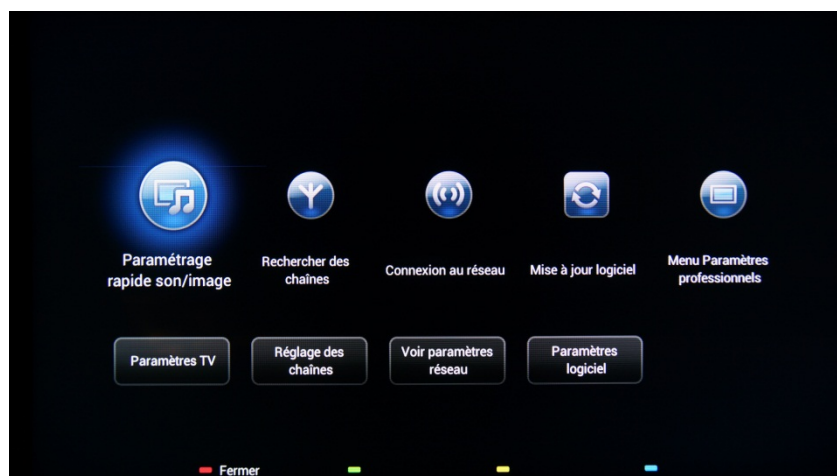 Paramétrage
rapide son/image
Rechercher des
chaînes
Connexion au réseau
Mise à jour logiciel
Menu Paramètres
professionnels
Paramètres TV
Réglage des
chaînes
Voir paramètres
réseau
Paramètres
logiciel
Fermer